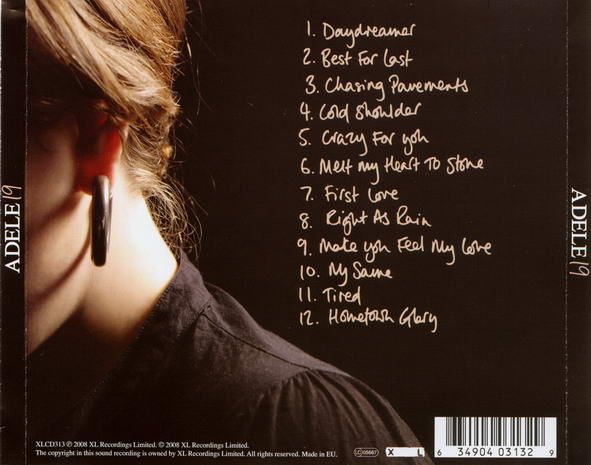 ADELE 19
1. Daydreamer
2. Best For Last
3. Chasing Pavements
4. Cold Shoulder
5. Crazy For you
6. Melt my Heart To Stone
7. First Love
8. Right As Rain
9. Make you Feel My Love
10. My Same
11. Tired
12. Hometown Glory
ADELE 19
XLCD313 ℗ 2008 XL Recordings Limited. © 2008 XL Recordings Limited.
The copyright in this sound recording is owned by XL Recordings Limited. All rights reserved. Made in EU.
LC 05667
X L
6 34904 03132 9